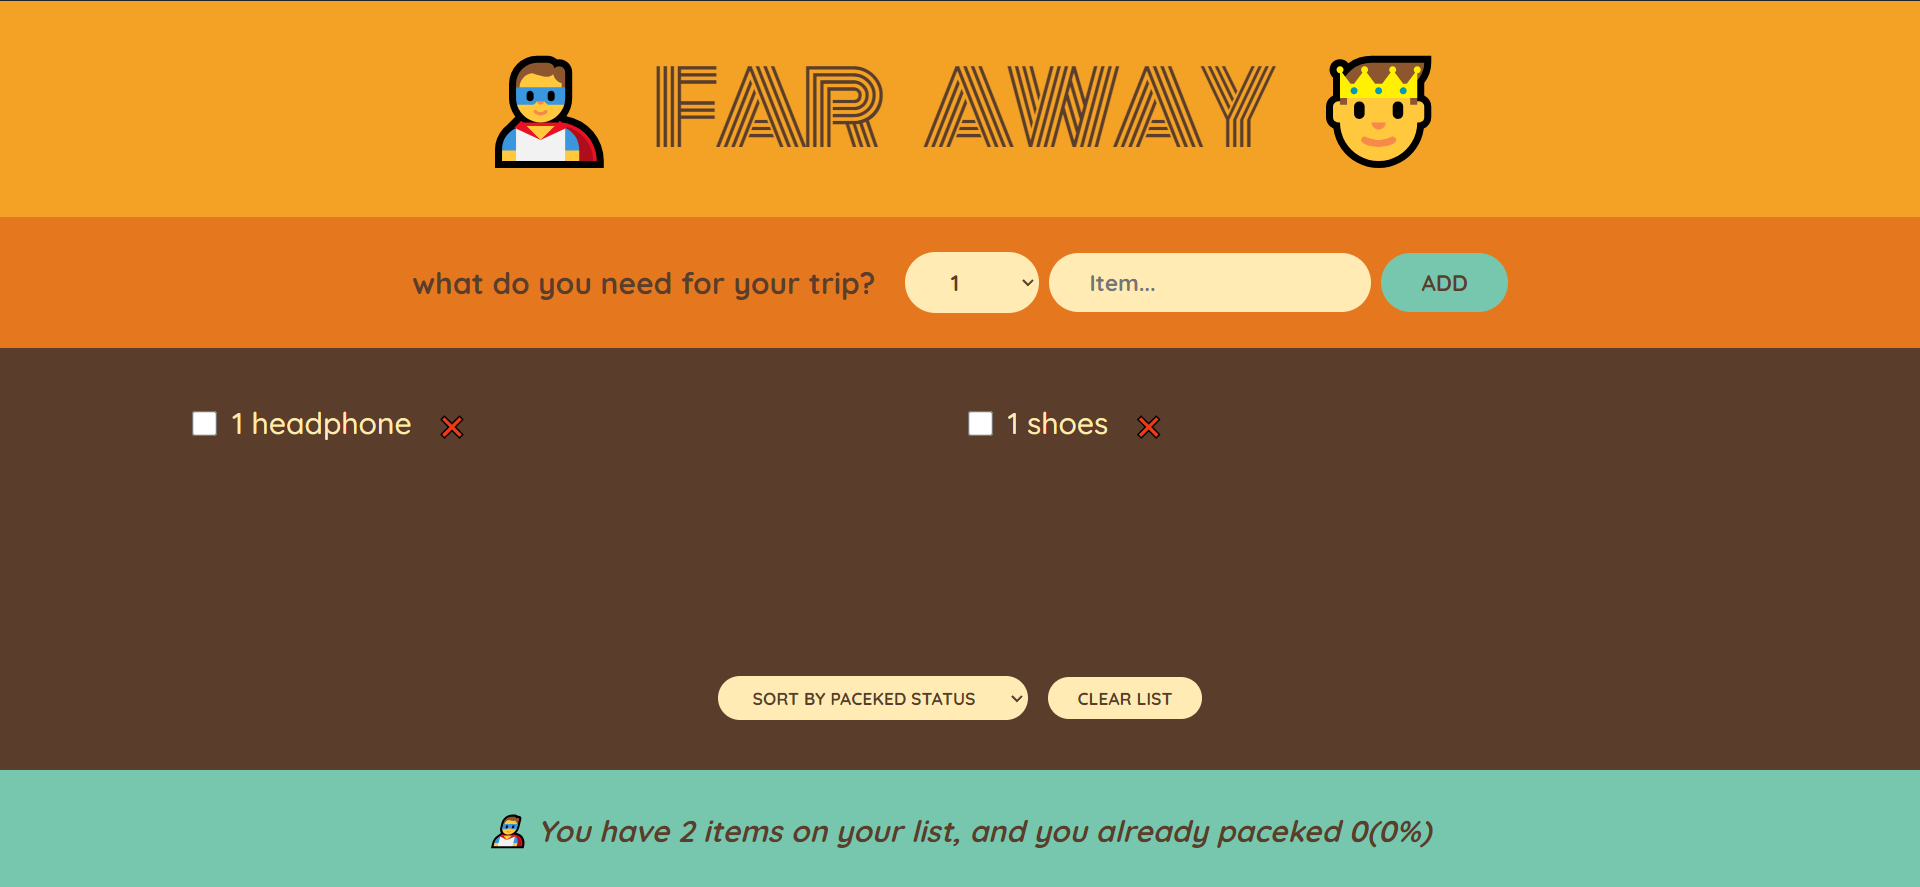 FAR AWAY
what do you need for your trip? 1 Item... ADD
1 headphone ❌ 1 shoes ❌
SORT BY PACEKED STATUS CLEAR LIST
You have 2 items on your list, and you already paceked 0(0%)